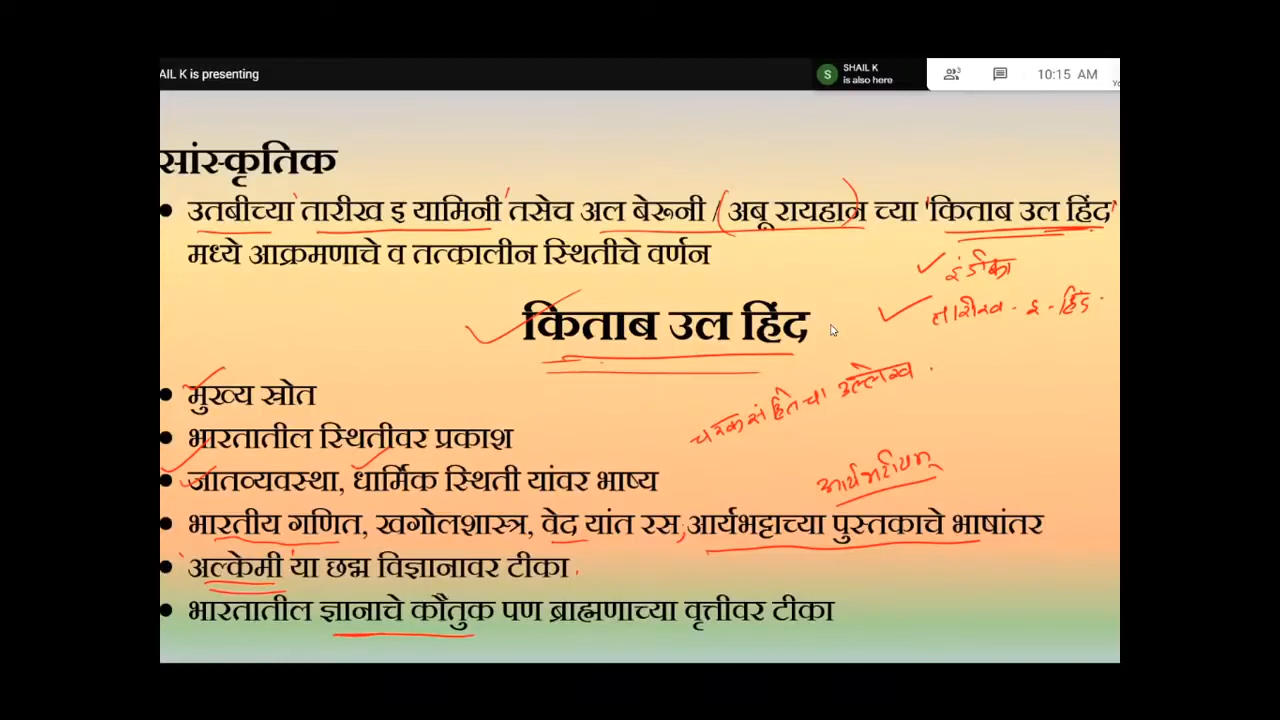 AIL K is presenting
SHAIL K
is also here
3
10:15 AM
सांस्कृतिक
• उतबीच्या 'तारीख इ यामिनी' तसेच अल बेरूनी / (अबू रायहान) च्या 'किताब उल हिंद'
मध्ये आक्रमणाचे व तत्कालीन स्थितीचे वर्णन
इंडिका
तारीख - इ - हिंद
किताब उल हिंद
• मुख्य स्रोत
चरकसंहितेचा उल्लेख
• भारतातील स्थितीवर प्रकाश
• जातव्यवस्था, धार्मिक स्थिती यांवर भाष्य
आर्यभटीयम्
• भारतीय गणित, खगोलशास्त्र, वेद यांत रस, आर्यभट्टाच्या पुस्तकाचे भाषांतर
• 'अल्केमी' या छद्म विज्ञानावर टीका
• भारतातील ज्ञानाचे कौतुक पण ब्राह्मणाच्या वृत्तीवर टीका